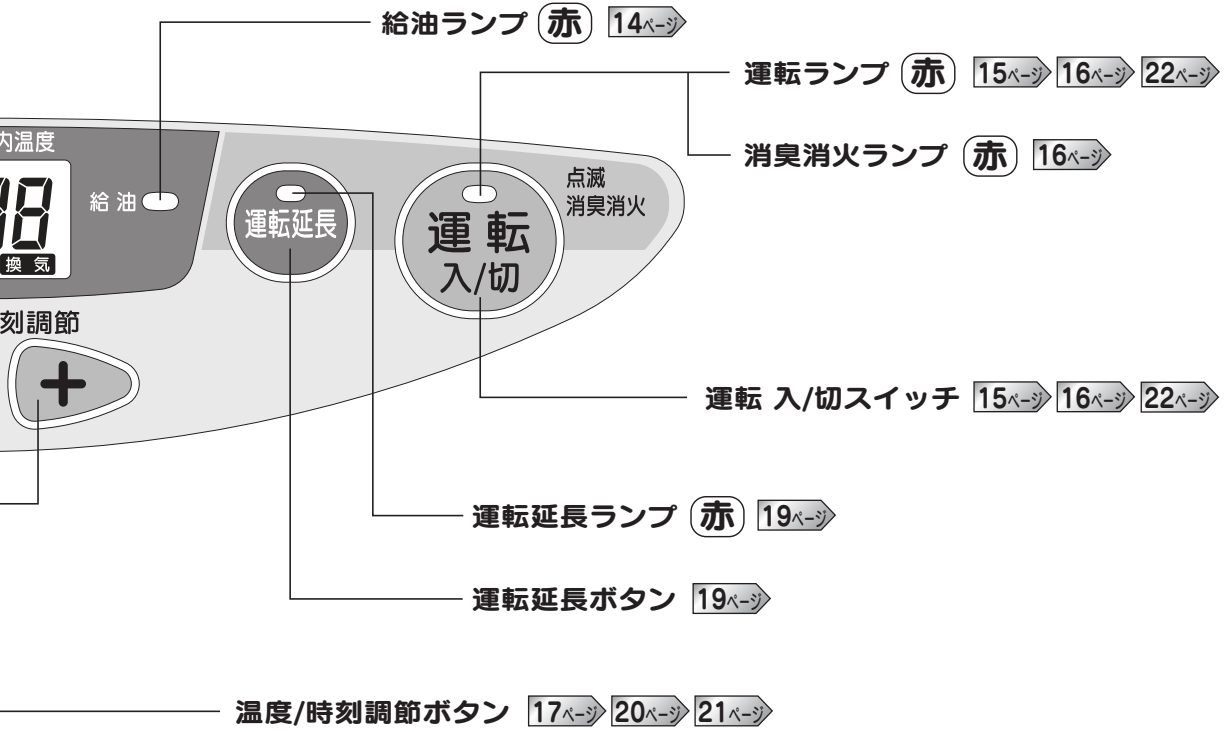 給油ランプ 赤 14ページ
運転ランプ 赤 15ページ 16ページ 22ページ
内温度
消臭消火ランプ 赤 16ページ
点滅
消臭消火
給油
運転延長
運転
入/切
換気
刻調節
+
運転 入/切スイッチ 15ページ 16ページ 22ページ
運転延長ランプ 赤 19ページ
運転延長ボタン 19ページ
温度/時刻調節ボタン 17ページ 20ページ 21ページ